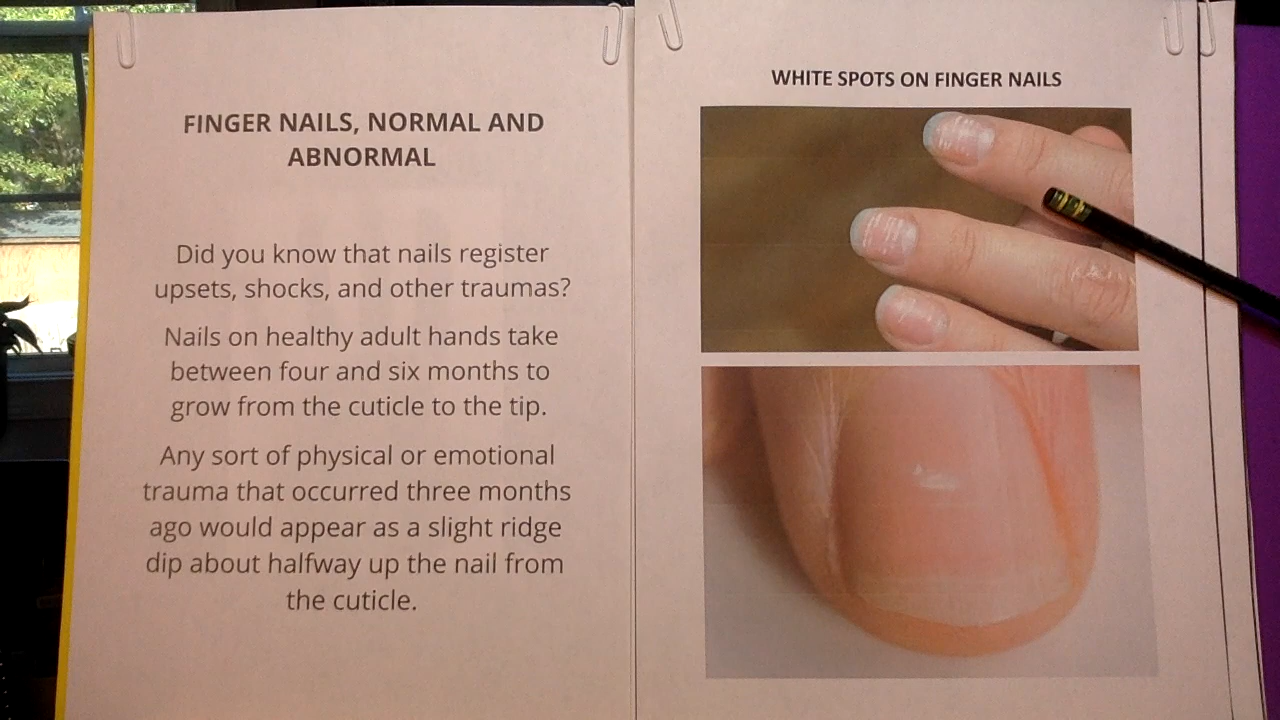 FINGER NAILS, NORMAL AND
ABNORMAL
Did you know that nails register
upsets, shocks, and other traumas?
Nails on healthy adult hands take
between four and six months to
grow from the cuticle to the tip.
Any sort of physical or emotional
trauma that occurred three months
ago would appear as a slight ridge
dip about halfway up the nail from
the cuticle.
WHITE SPOTS ON FINGER NAILS